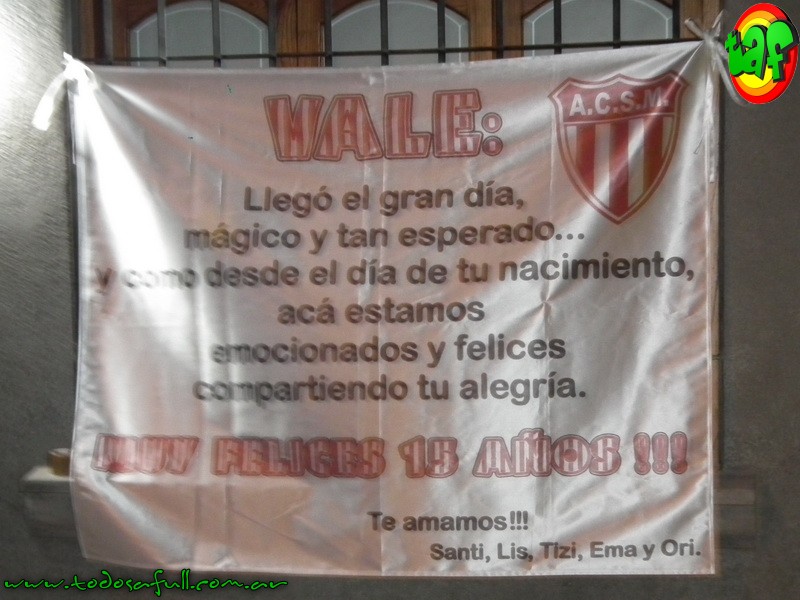 taf
A.C.S.M.
VALE:
Llegó el gran día,
mágico y tan esperado...
y como desde el día de tu nacimiento,
acá estamos
emocionados y felices
compartiendo tu alegría.
MUY FELICES 15 AÑOS !!!
Te amamos!!!
Santi, Lis, Tizi, Ema y Ori.
www.todosafull.com.ar